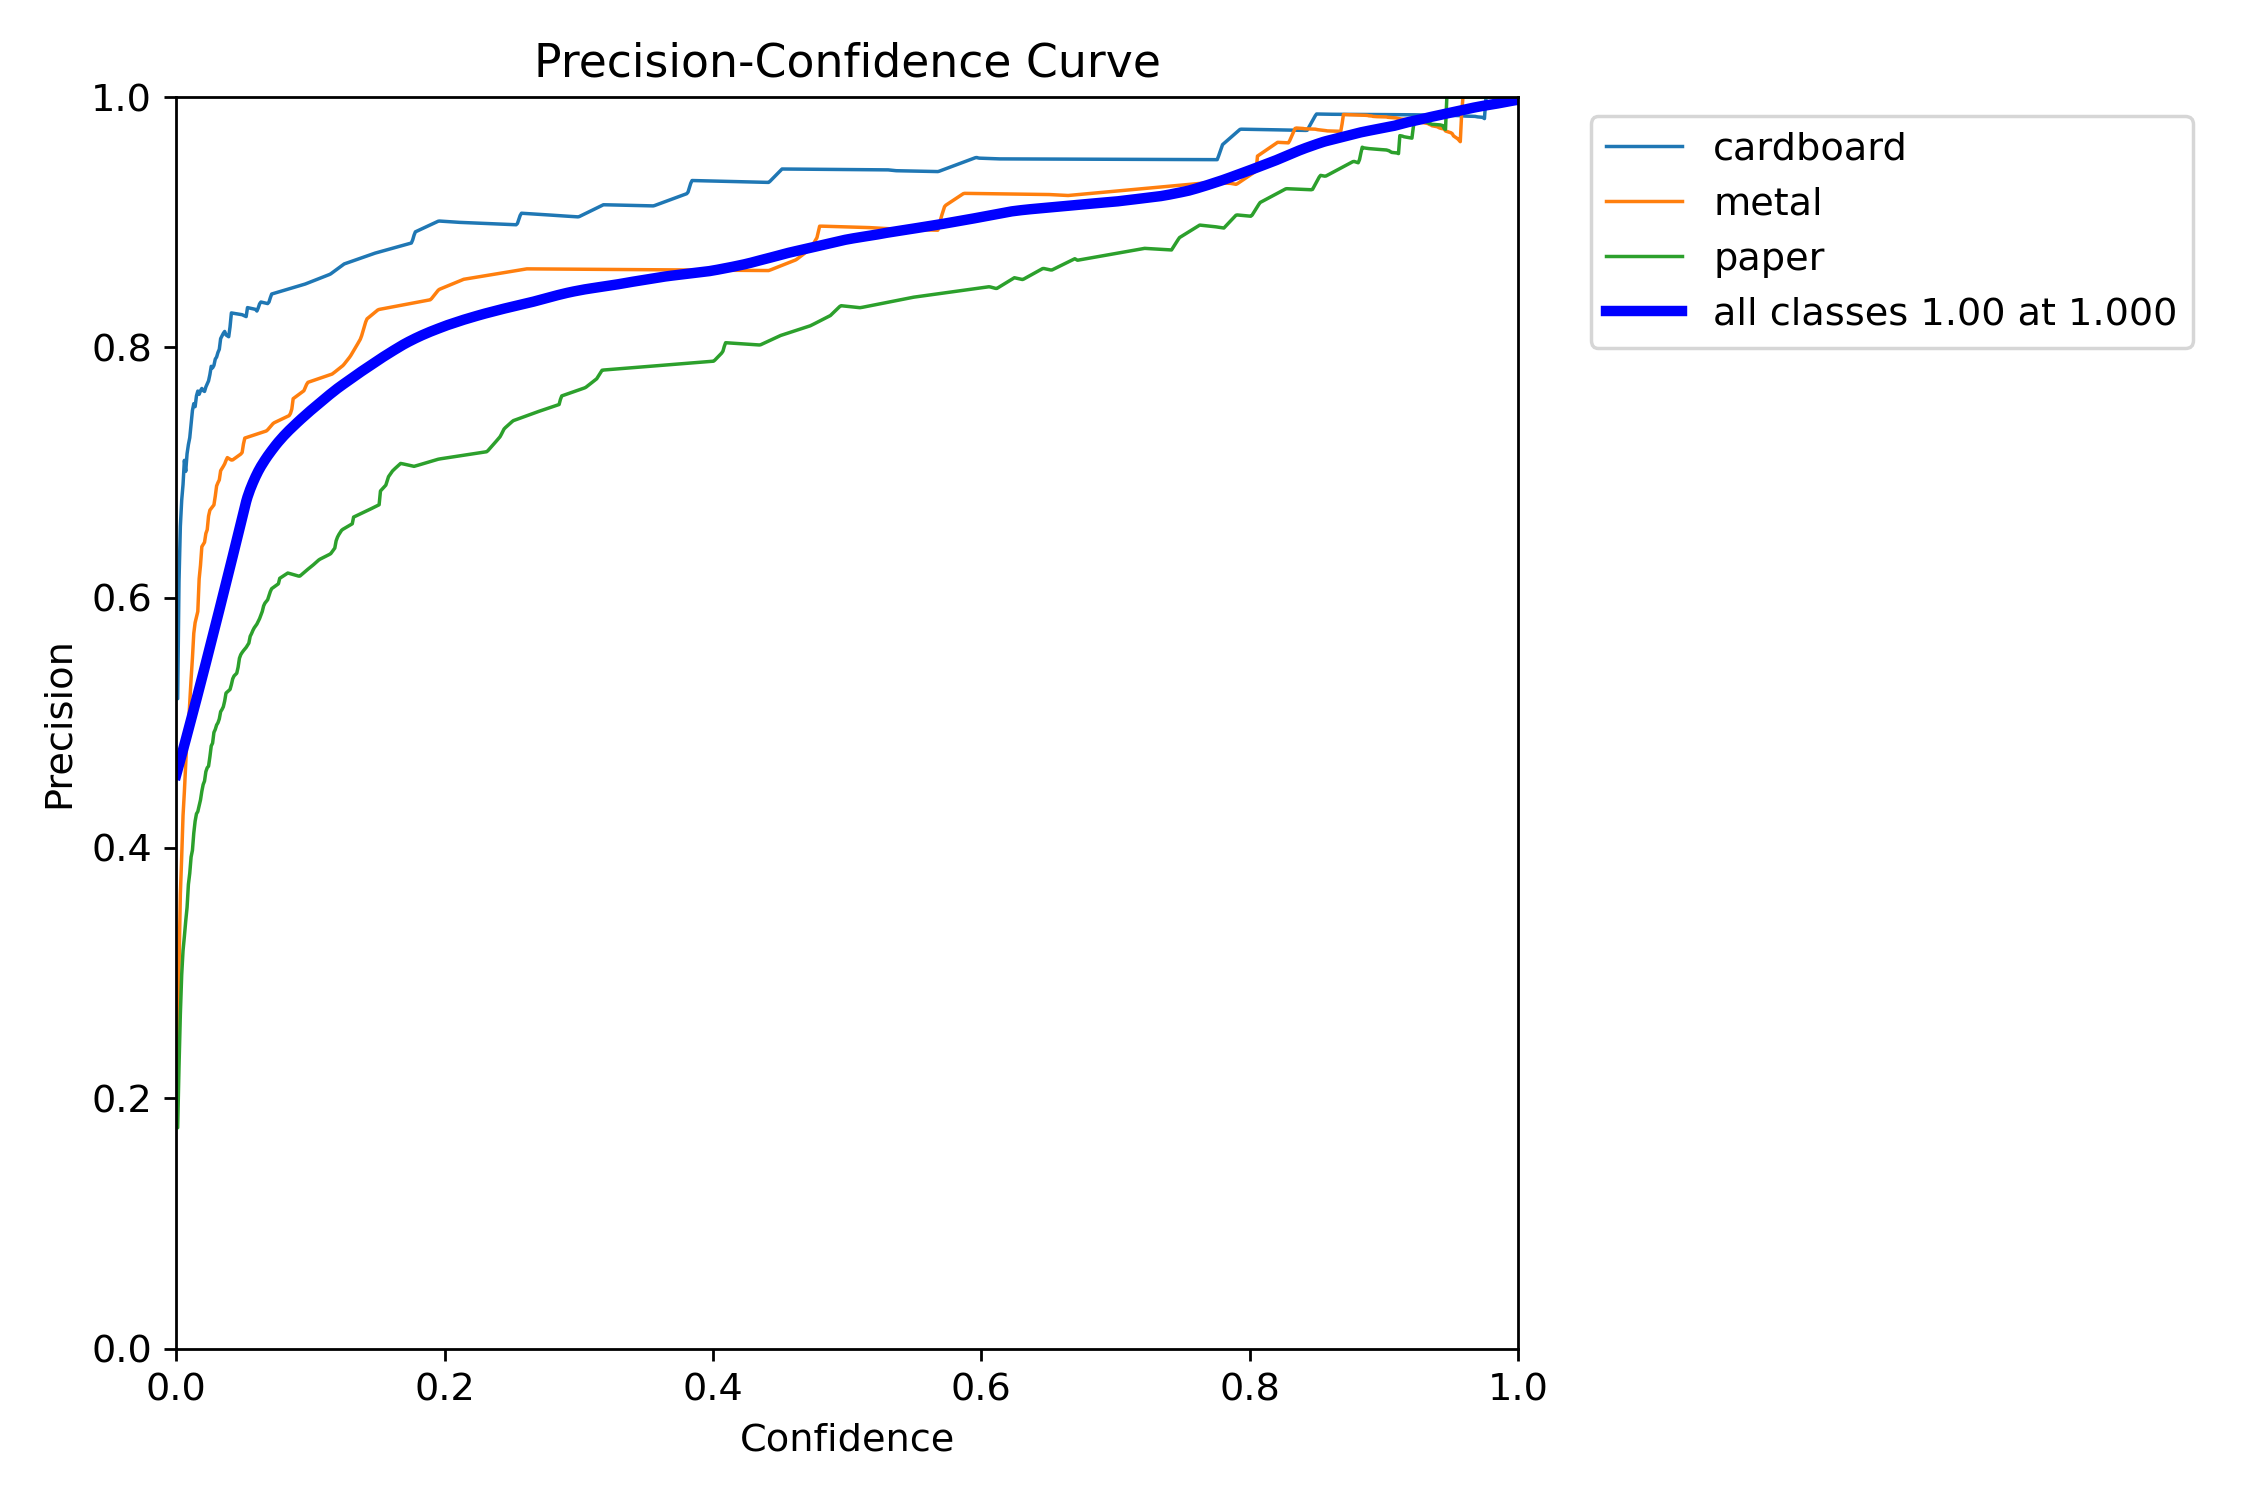 Precision-Confidence Curve
1.0
0.8
0.6
0.4
0.2
0.0
Precision
0.0 0.2 0.4 0.6 0.8 1.0
Confidence
cardboard
metal
paper
all classes 1.00 at 1.000